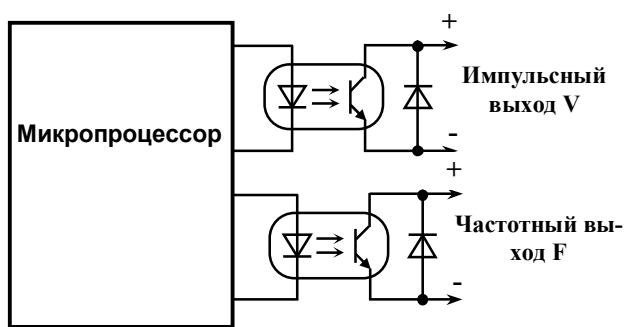 +
Импульсный
выход V
Микропроцессор
-
+
Частотный вы-
ход F
-